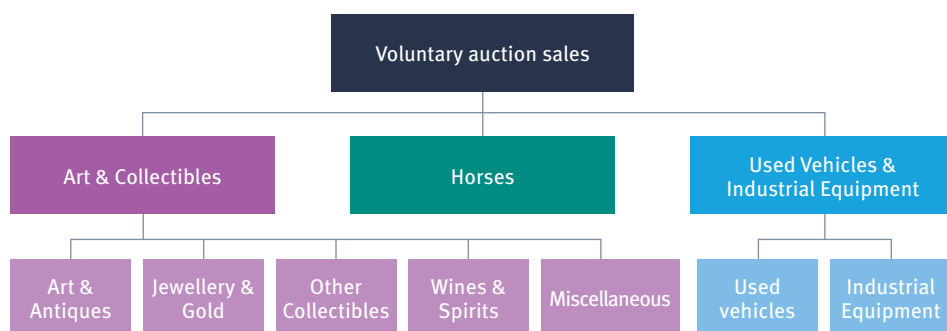 Voluntary auction sales
Art & Collectibles
Horses
Used Vehicles &
Industrial Equipment
Art &
Antiques
Jewellery &
Gold
Other
Collectibles
Wines &
Spirits
Miscellaneous
Used
vehicles
Industrial
Equipment